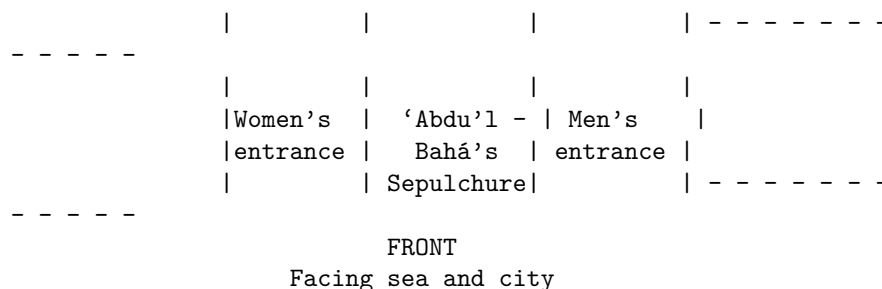 |Women's | ‘Abdu'l - | Men's |
|entrance | Bahá's | entrance |
| | Sepulchure| | - - - - - - -
- - - - -
FRONT
Facing sea and city